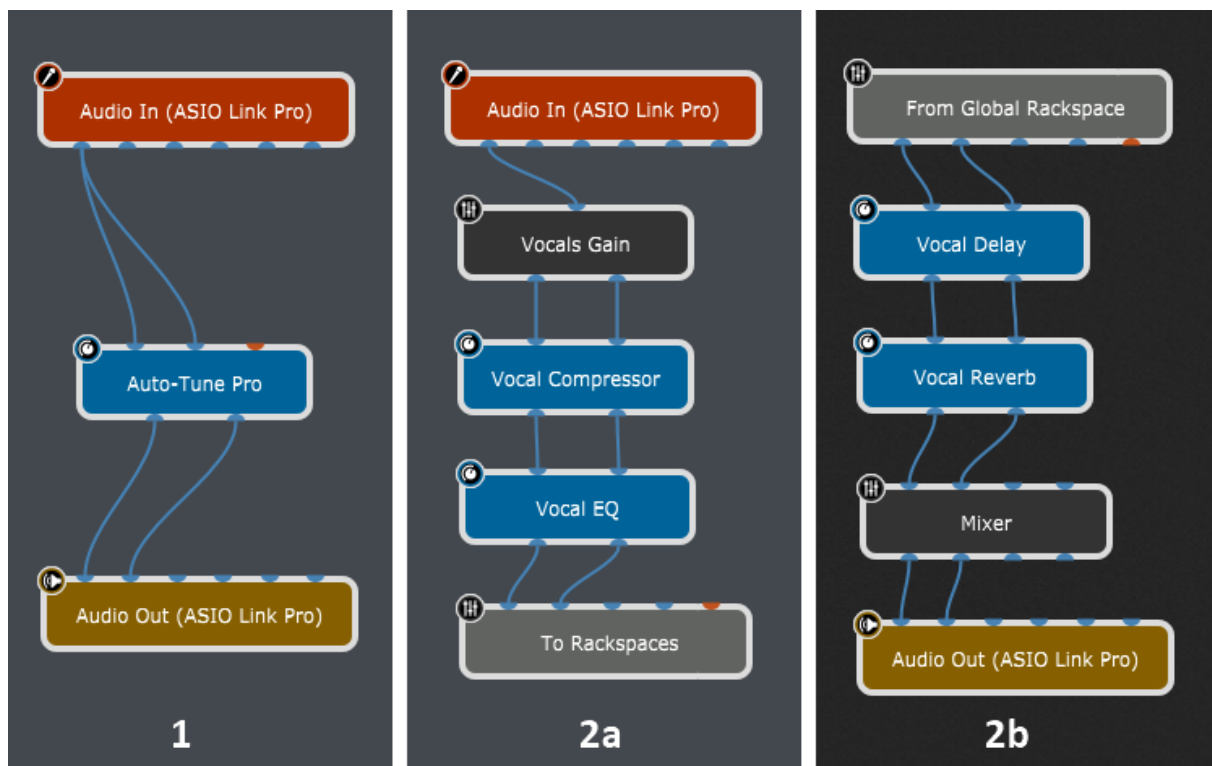 Audio In (ASIO Link Pro)
Auto-Tune Pro
Audio Out (ASIO Link Pro)
1
Audio In (ASIO Link Pro)
Vocals Gain
Vocal Compressor
Vocal EQ
To Rackspaces
2a
From Global Rackspace
Vocal Delay
Vocal Reverb
Mixer
Audio Out (ASIO Link Pro)
2b